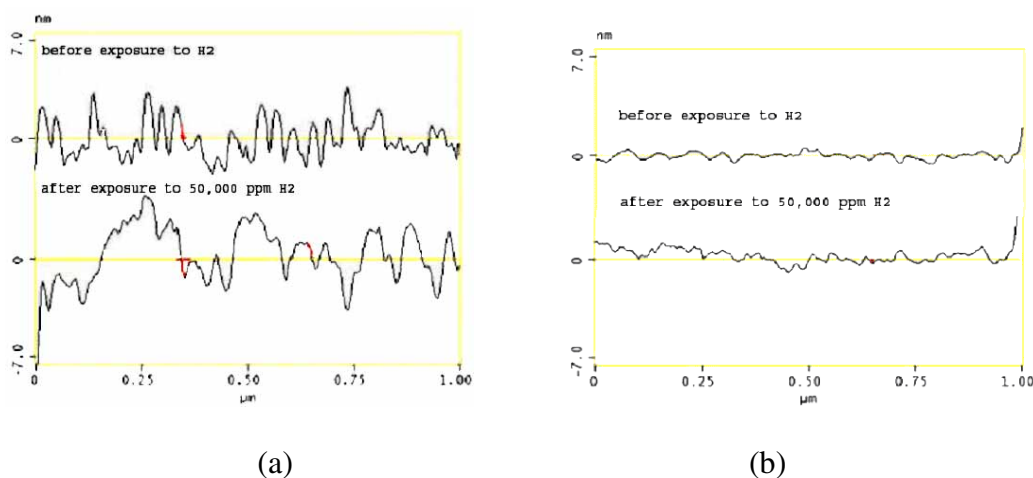 nm
7.0
before exposure to H2
0
after exposure to 50,000 ppm H2
0
-7.0
0 0.25 0.50 0.75 1.00
µm
(a)
nm
7.0
before exposure to H2
0
after exposure to 50,000 ppm H2
0
-7.0
0 0.25 0.50 0.75 1.00
µm
(b)